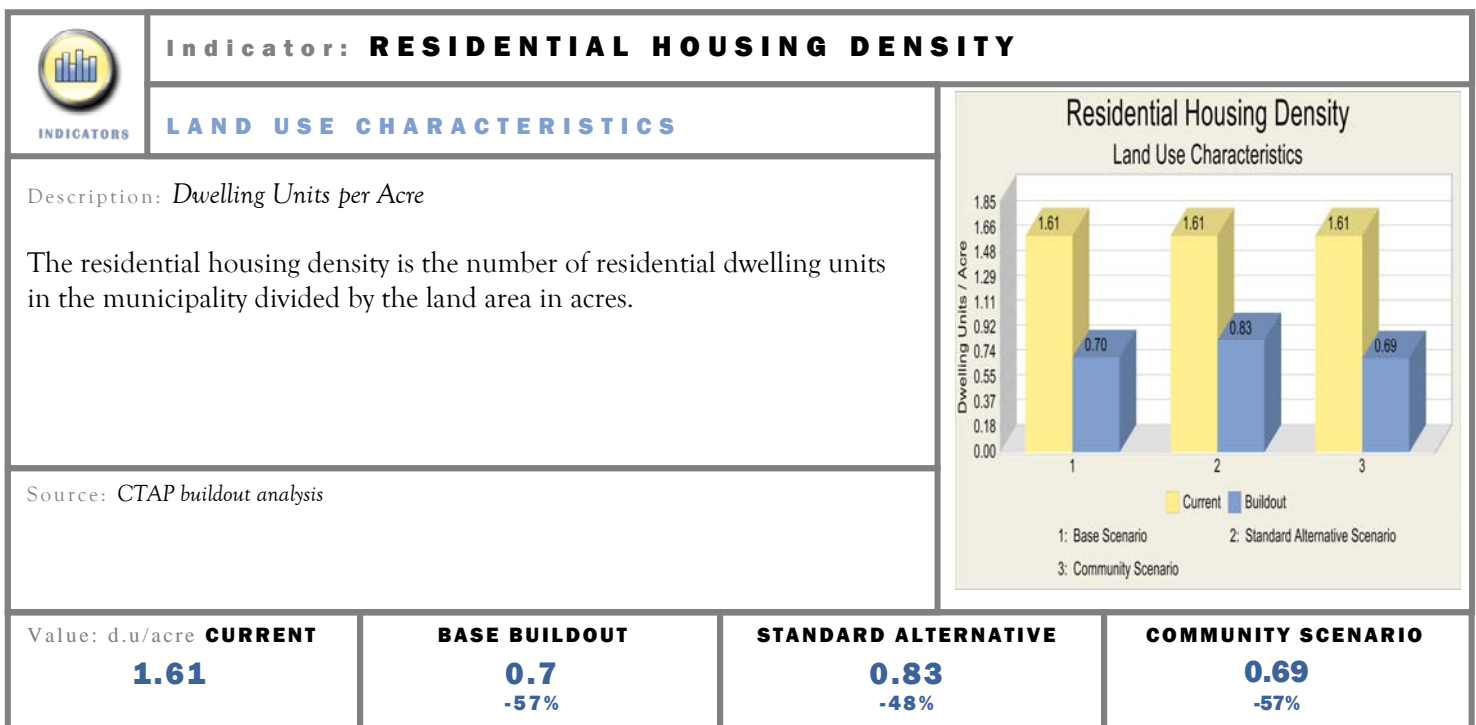 Indicator: RESIDENTIAL HOUSING DENSITY
INDICATORS
LAND USE CHARACTERISTICS
Description: Dwelling Units per Acre
The residential housing density is the number of residential dwelling units
in the municipality divided by the land area in acres.
Source: CTAP buildout analysis
Residential Housing Density
Land Use Characteristics
Dwelling Units / Acre
1.85
1.66
1.48
1.29
1.11
0.92
0.74
0.55
0.37
0.18
0.00
1.61
0.70
1.61
0.83
1.61
0.69
1 2 3
Current Buildout
1: Base Scenario 2: Standard Alternative Scenario
3: Community Scenario
Value: d.u/acre CURRENT
1.61
BASE BUILDOUT
0.7
-57%
STANDARD ALTERNATIVE
0.83
-48%
COMMUNITY SCENARIO
0.69
-57%